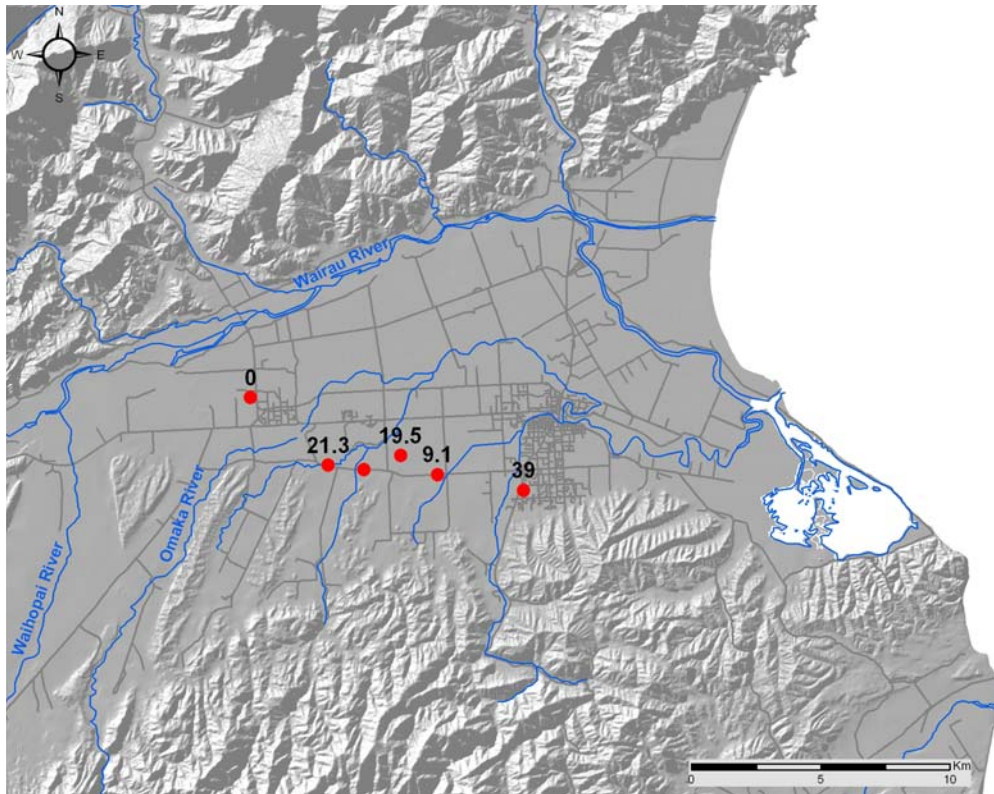 N
W E
S
Wairau River
0
19.5
21.3
9.1
39
Omaka River
Waihopai River
Km
0 5 10